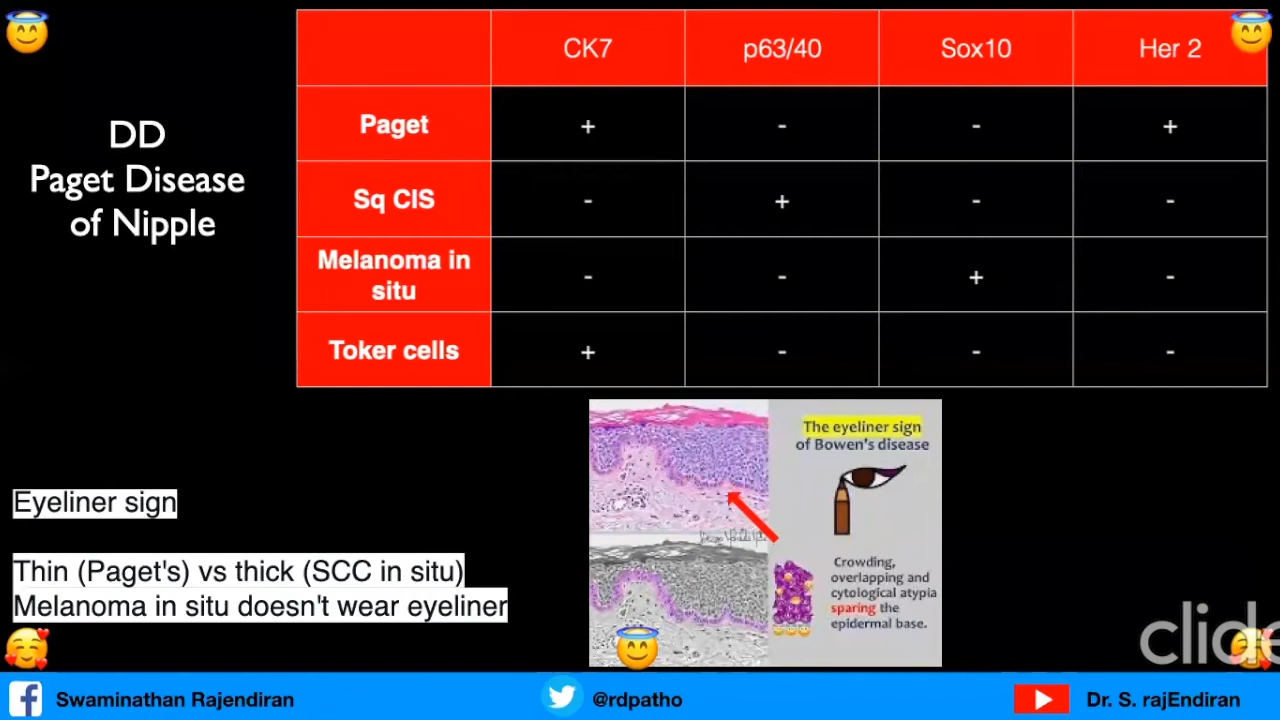 DD
Paget Disease
of Nipple
CK7 p63/40 Sox10 Her 2
Paget + - - +
Sq CIS - + - -
Melanoma in
situ - - + -
Toker cells + - - -
Eyeliner sign
Thin (Paget's) vs thick (SCC in situ)
Melanoma in situ doesn't wear eyeliner
The eyeliner sign
of Bowen's disease
Crowding,
overlapping and
cytological atypia
sparing the
epidermal base.
Swaminathan Rajendiran
@rdpatho
Dr. S. rajEndiran